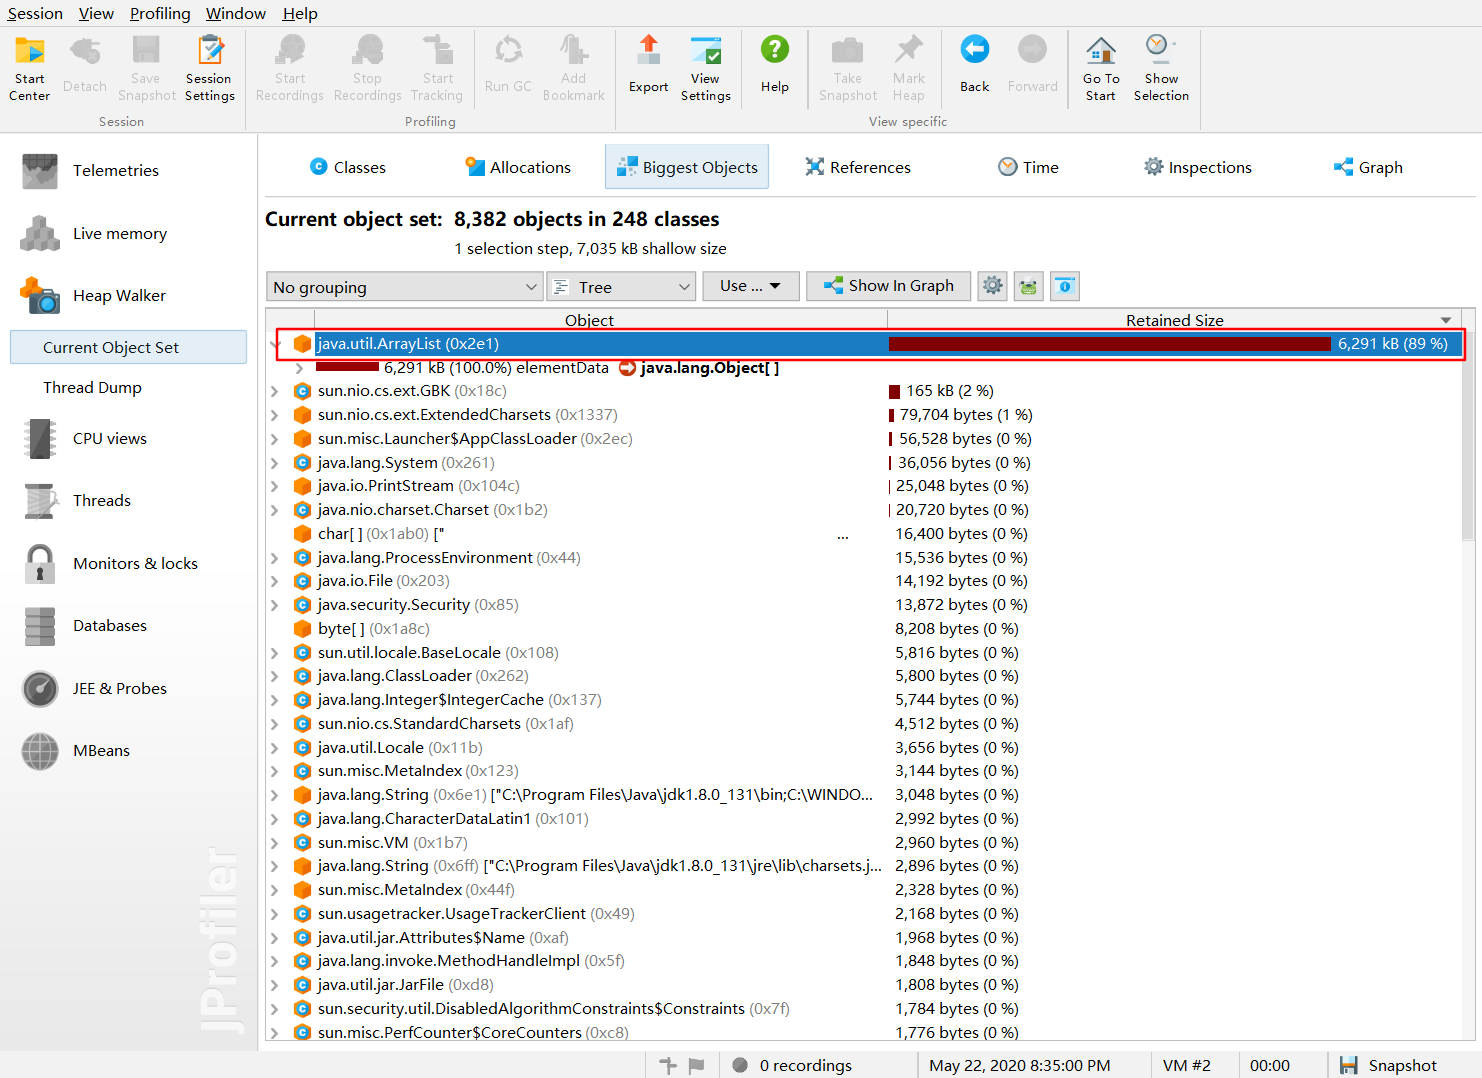 Session View Profiling Window Help
Start Center
Detach
Save Snapshot
Session Settings
Start Recordings
Stop Recordings
Start Tracking
Run GC
Add Bookmark
Export
View Settings
Help
Take Snapshot
Mark Heap
Back
Forward
Go To Start
Show Selection
Session
Profiling
View specific
Telemetries
Live memory
Heap Walker
Current Object Set
Thread Dump
CPU views
Threads
Monitors & locks
Databases
JEE & Probes
MBeans
JProfiler
Classes Allocations Biggest Objects References Time Inspections Graph
Current object set: 8,382 objects in 248 classes
1 selection step, 7,035 kB shallow size
No grouping Tree Use ... Show In Graph
Object Retained Size
java.util.ArrayList (0x2e1) 6,291 kB (89 %)
6,291 kB (100.0%) elementData java.lang.Object[ ]
sun.nio.cs.ext.GBK (0x18c) 165 kB (2 %)
sun.nio.cs.ext.ExtendedCharsets (0x1337) 79,704 bytes (1 %)
sun.misc.Launcher$AppClassLoader (0x2ec) 56,528 bytes (0 %)
java.lang.System (0x261) 36,056 bytes (0 %)
java.io.PrintStream (0x104c) 25,048 bytes (0 %)
java.nio.charset.Charset (0x1b2) 20,720 bytes (0 %)
char[ ] (0x1ab0) [" ... 16,400 bytes (0 %)
java.lang.ProcessEnvironment (0x44) 15,536 bytes (0 %)
java.io.File (0x203) 14,192 bytes (0 %)
java.security.Security (0x85) 13,872 bytes (0 %)
byte[ ] (0x1a8c) 8,208 bytes (0 %)
sun.util.locale.BaseLocale (0x108) 5,816 bytes (0 %)
java.lang.ClassLoader (0x262) 5,800 bytes (0 %)
java.lang.Integer$IntegerCache (0x137) 5,744 bytes (0 %)
sun.nio.cs.StandardCharsets (0x1af) 4,512 bytes (0 %)
java.util.Locale (0x11b) 3,656 bytes (0 %)
sun.misc.MetaIndex (0x123) 3,144 bytes (0 %)
java.lang.String (0x6e1) ["C:\Program Files\Java\jdk1.8.0_131\bin;C:\WINDO... 3,048 bytes (0 %)
java.lang.CharacterDataLatin1 (0x101) 2,992 bytes (0 %)
sun.misc.VM (0x1b7) 2,960 bytes (0 %)
java.lang.String (0x6ff) ["C:\Program Files\Java\jdk1.8.0_131\jre\lib\charsets.j... 2,896 bytes (0 %)
sun.misc.MetaIndex (0x44f) 2,328 bytes (0 %)
sun.usagetracker.UsageTrackerClient (0x49) 2,168 bytes (0 %)
java.util.jar.Attributes$Name (0xaf) 1,968 bytes (0 %)
java.lang.invoke.MethodHandleImpl (0x5f) 1,848 bytes (0 %)
java.util.jar.JarFile (0xd8) 1,808 bytes (0 %)
sun.security.util.DisabledAlgorithmConstraints$Constraints (0x7f) 1,784 bytes (0 %)
sun.misc.PerfCounter$CoreCounters (0xc8) 1,776 bytes (0 %)
0 recordings May 22, 2020 8:35:00 PM VM #2 00:00 Snapshot